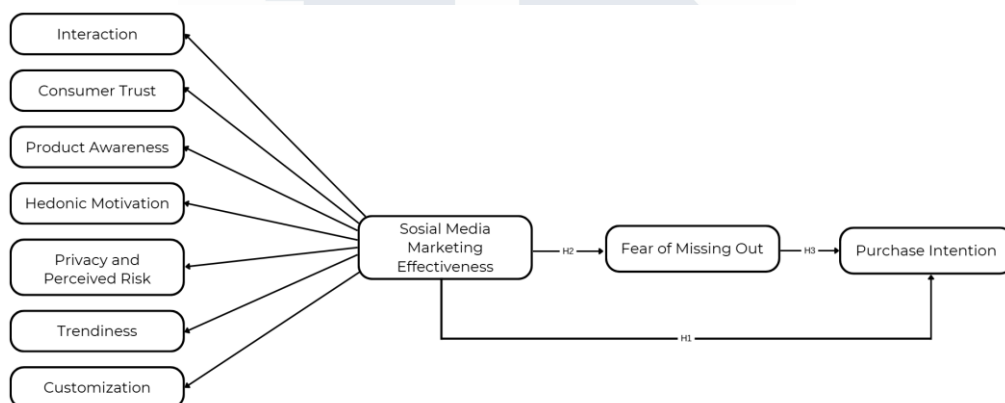 Interaction
Consumer Trust
Product Awareness
Hedonic Motivation
Privacy and
Perceived Risk
Trendiness
Customization
Sosial Media
Marketing
Effectiveness
H2
Fear of Missing Out
H3
Purchase Intention
H1